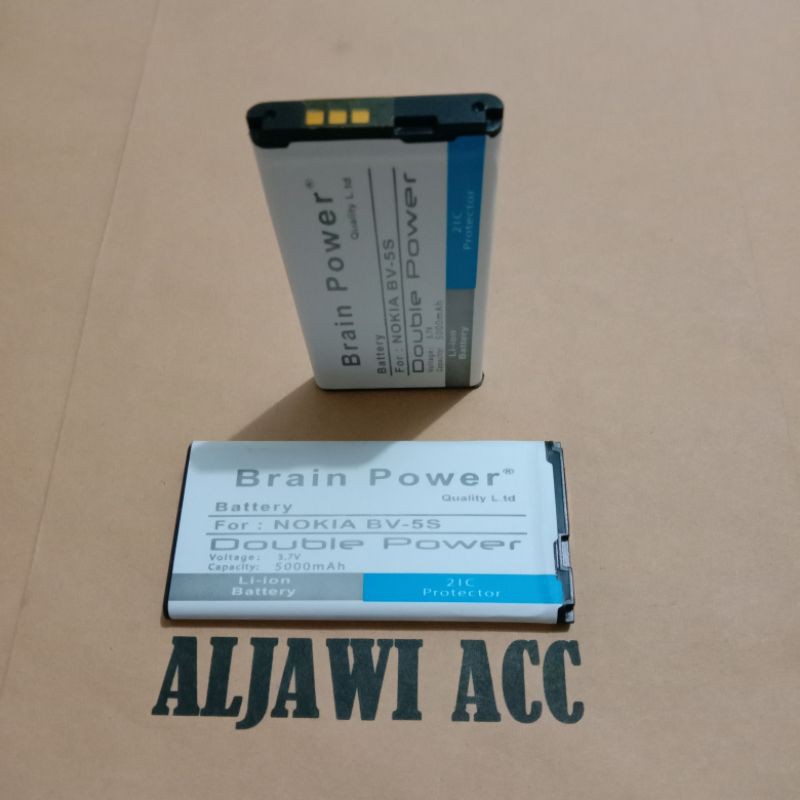 Brain Power®
Quality L.td
Battery
For : NOKIA BV-5S
Double Power
Voltage: 3.7V
Capacity: 5000mAh
Li-ion
Battery
2IC
Protector
Brain Power®
Quality L.td
Battery
For : NOKIA BV-5S
Double Power
Voltage: 3.7V
Capacity: 5000mAh
Li-ion
Battery
2IC
Protector
ALJAWI ACC